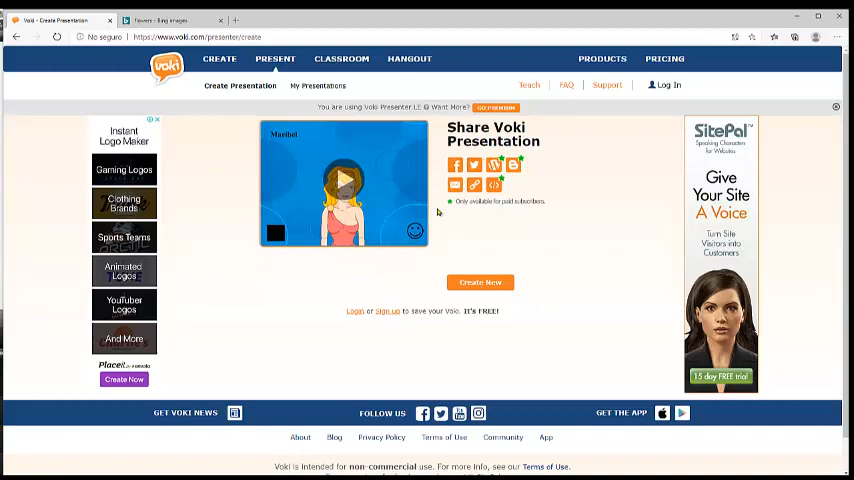 Voki - Create Presentation
flowers - Bing images
No seguro
https://www.voki.com/presenter/create
voki
CREATE
PRESENT
CLASSROOM
HANGOUT
PRODUCTS
PRICING
Create Presentation
My Presentations
Teach
FAQ
Support
Log In
You are using Voki Presenter LE
Want More?
GO PREMIUM
Instant
Logo Maker
Gaming Logos
Clothing
Brands
Sports Teams
Animated
Logos
YouTuber
Logos
And More
Placeit
Create Now
Maribel
Share Voki
Presentation
Only available for paid subscribers.
Create New
Login or Sign up to save your Voki. It's FREE!
SitePal
Speaking Characters
for Websites
Give
Your Site
A Voice
Turn Site
Visitors into
Customers
15 day FREE trial
GET VOKI NEWS
FOLLOW US
GET THE APP
About
Blog
Privacy Policy
Terms of Use
Community
App
Voki is intended for non-commercial use. For more info, see our Terms of Use.